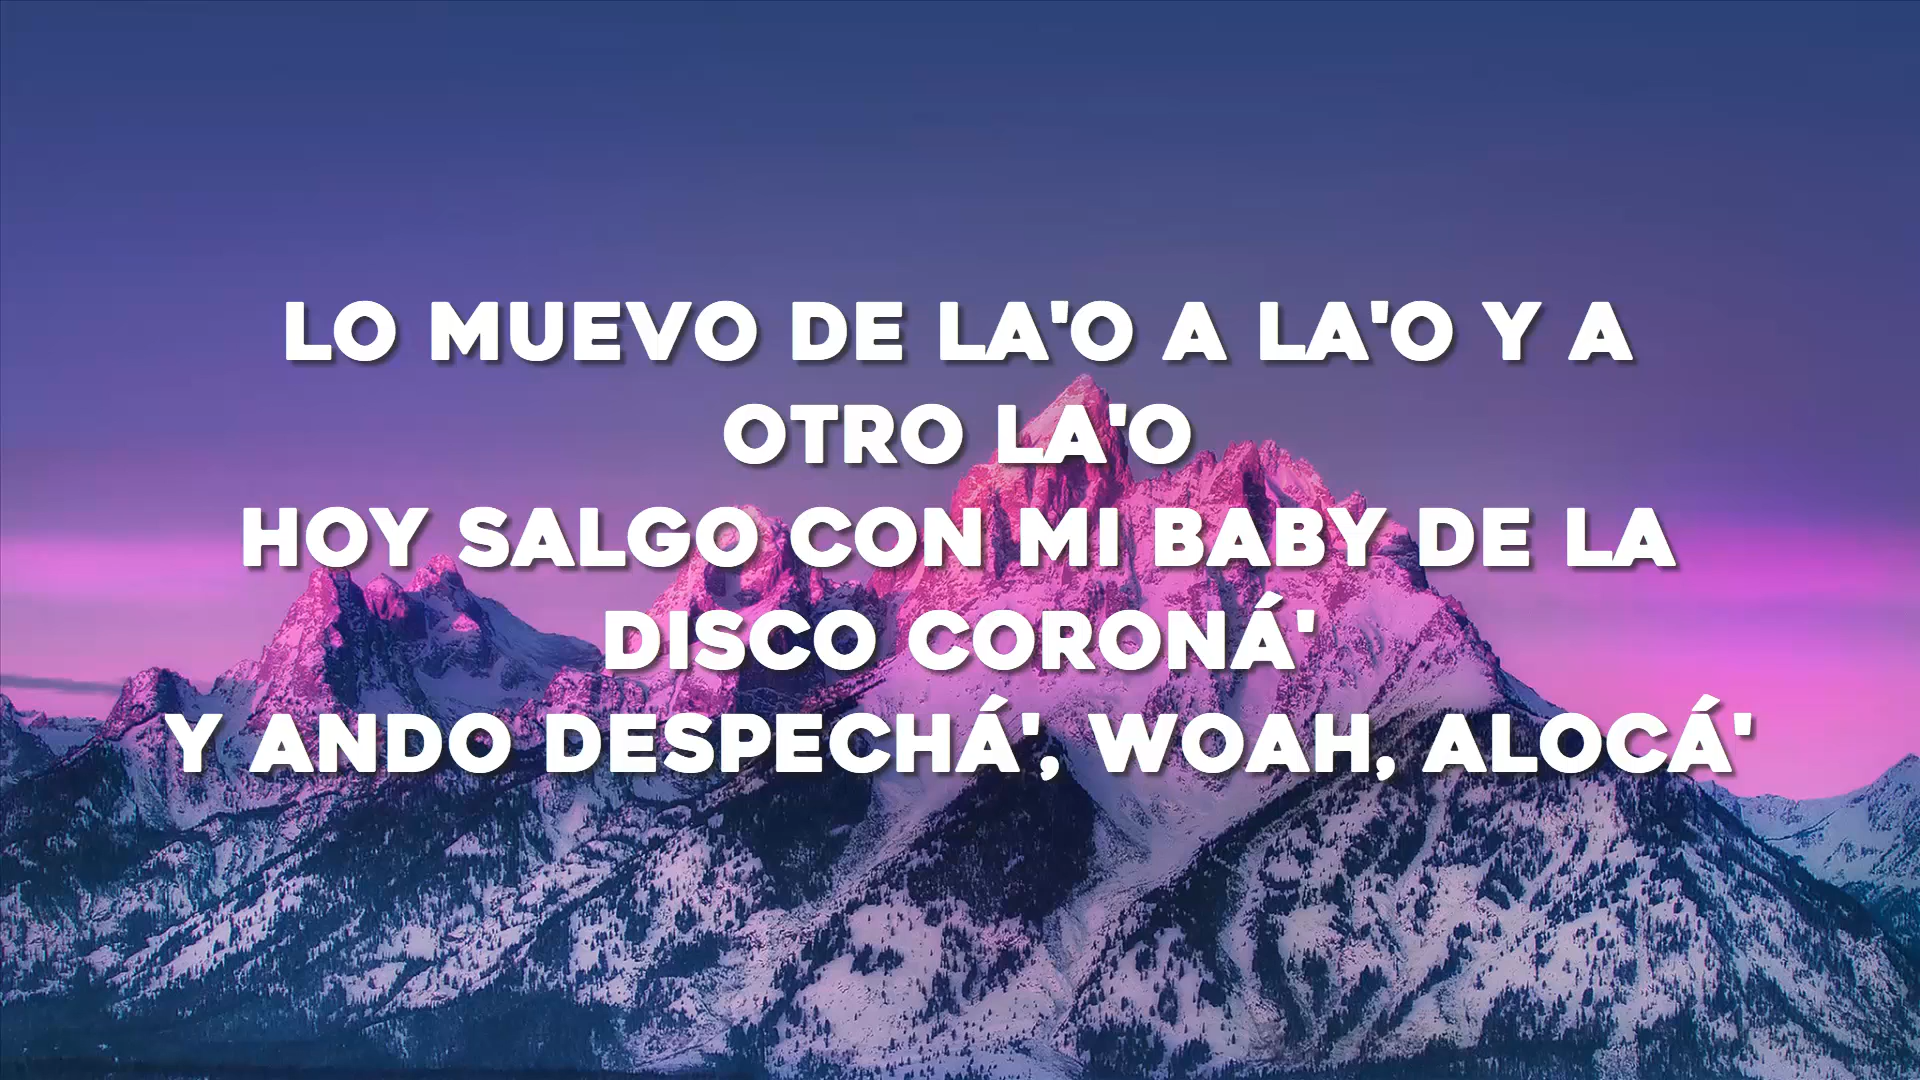 LO MUEVO DE LA'O A LA'O Y A
OTRO LA'O
HOY SALGO CON MI BABY DE LA
DISCO CORONÁ'
Y ANDO DESPECHÁ', WOAH, ALOCÁ'